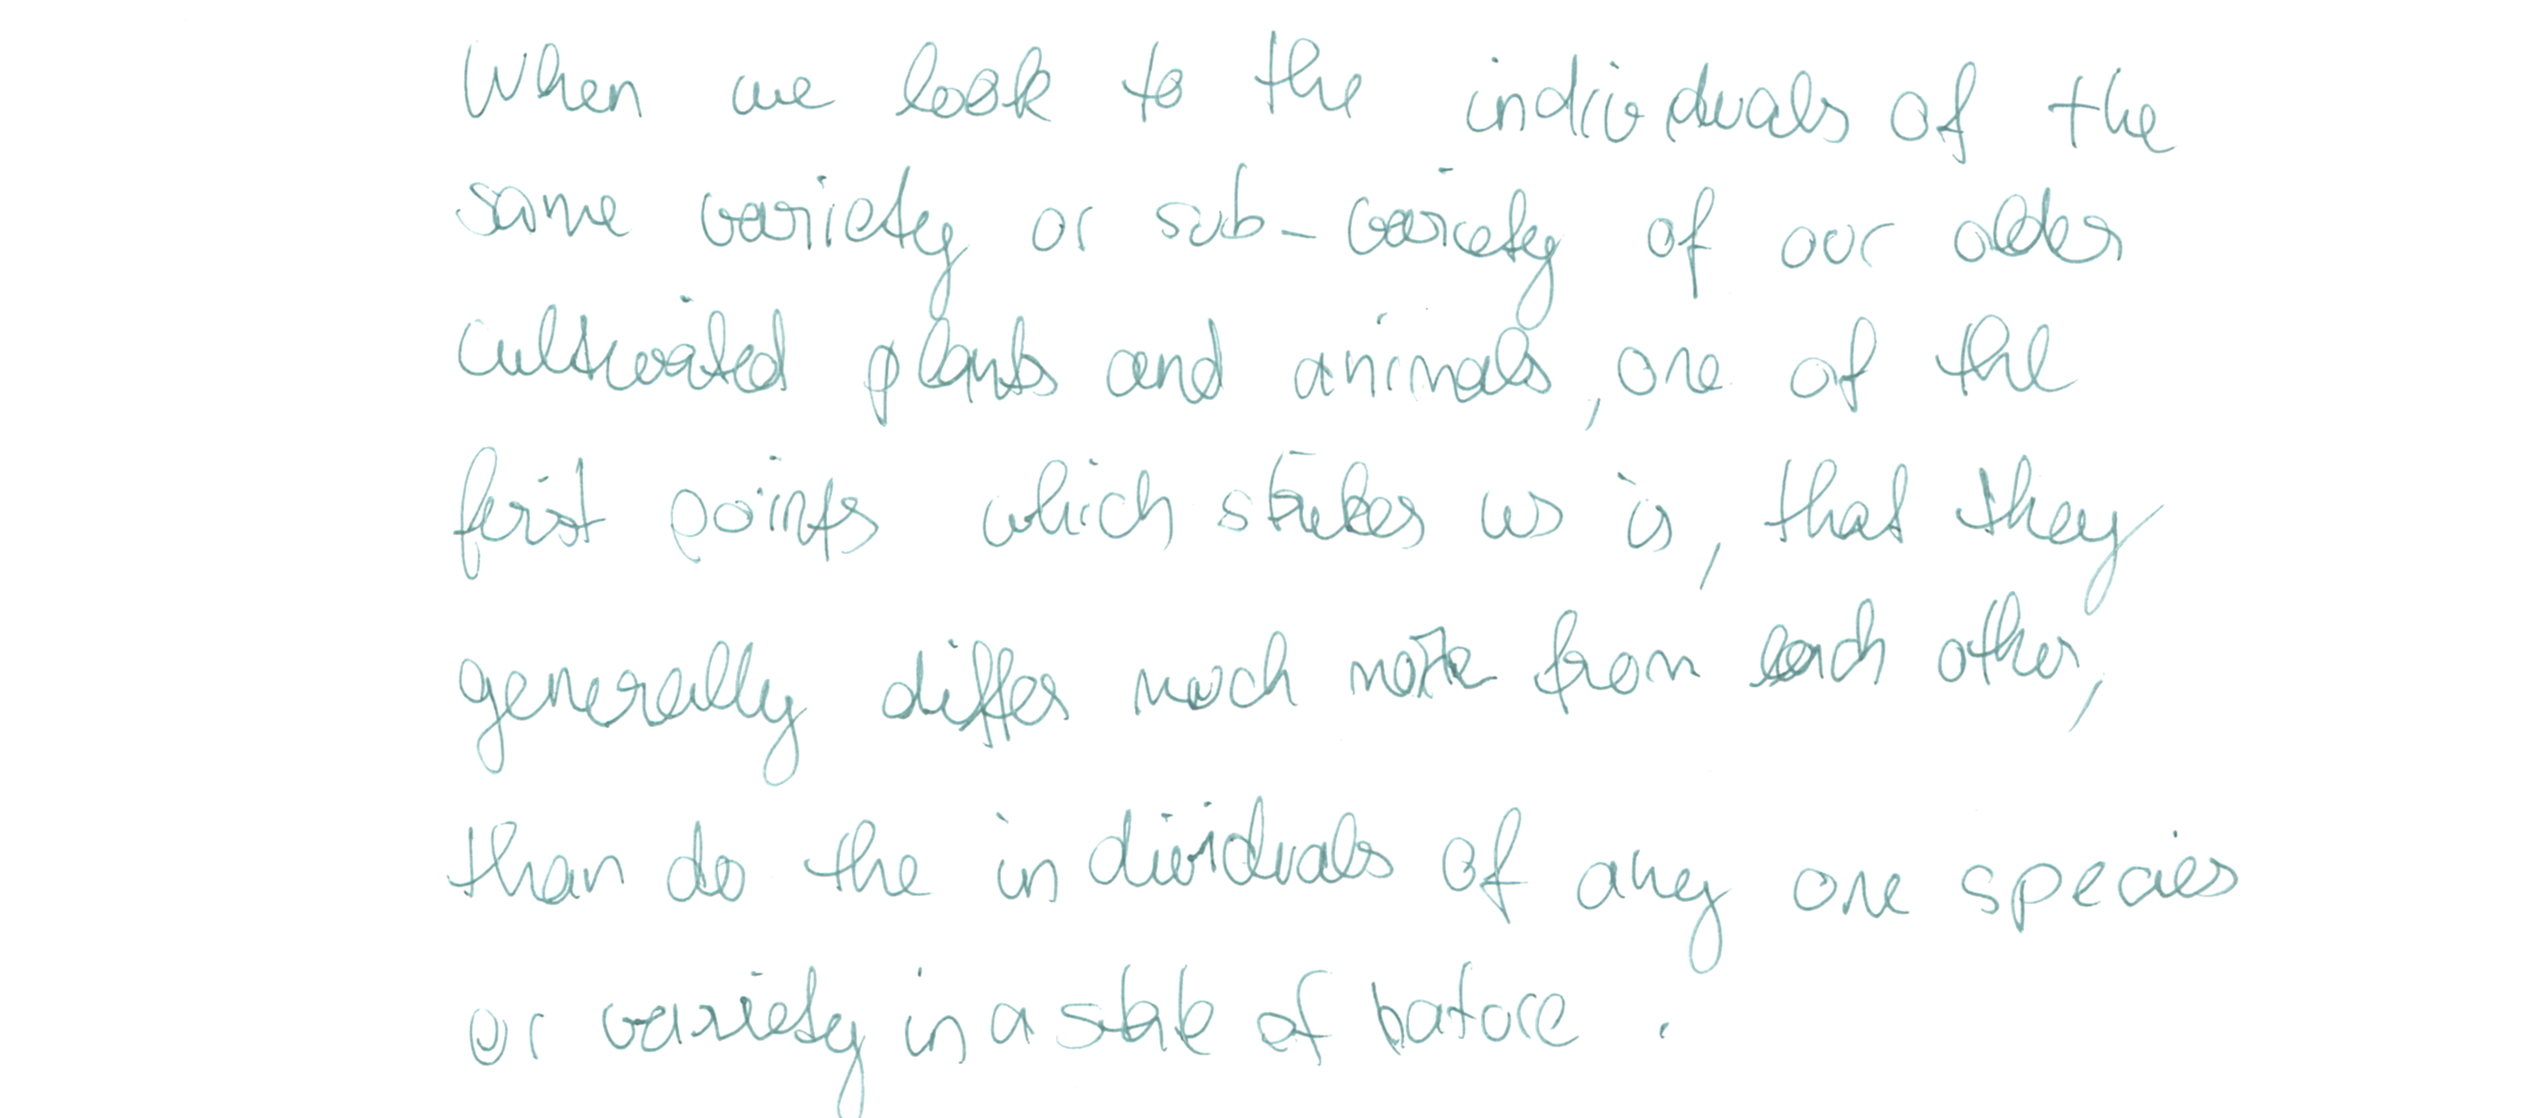 When we look to the individuals of the
same variety or sub-variety of our older
cultivated plants and animals, one of the
first points which strikes us is, that they
generally differ much more from each other,
than do the individuals of any one species
or variety in a state of nature.